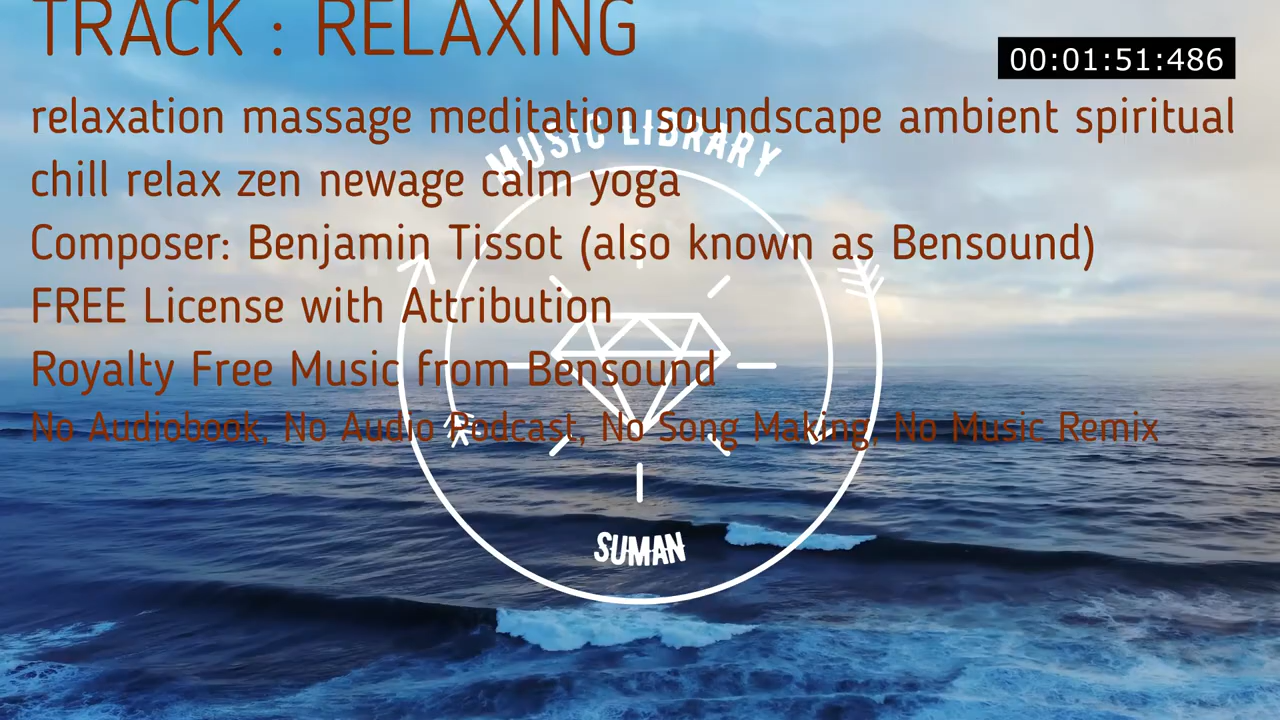 TRACK : RELAXING
00:01:51:486
relaxation massage meditation soundscape ambient spiritual
MUSIC LIBRARY
chill relax zen newage calm yoga
Composer: Benjamin Tissot (also known as Bensound)
FREE License with Attribution
Royalty Free Music from Bensound
No Audiobook, No Audio Podcast, No Song Making, No Music Remix
SUMAN